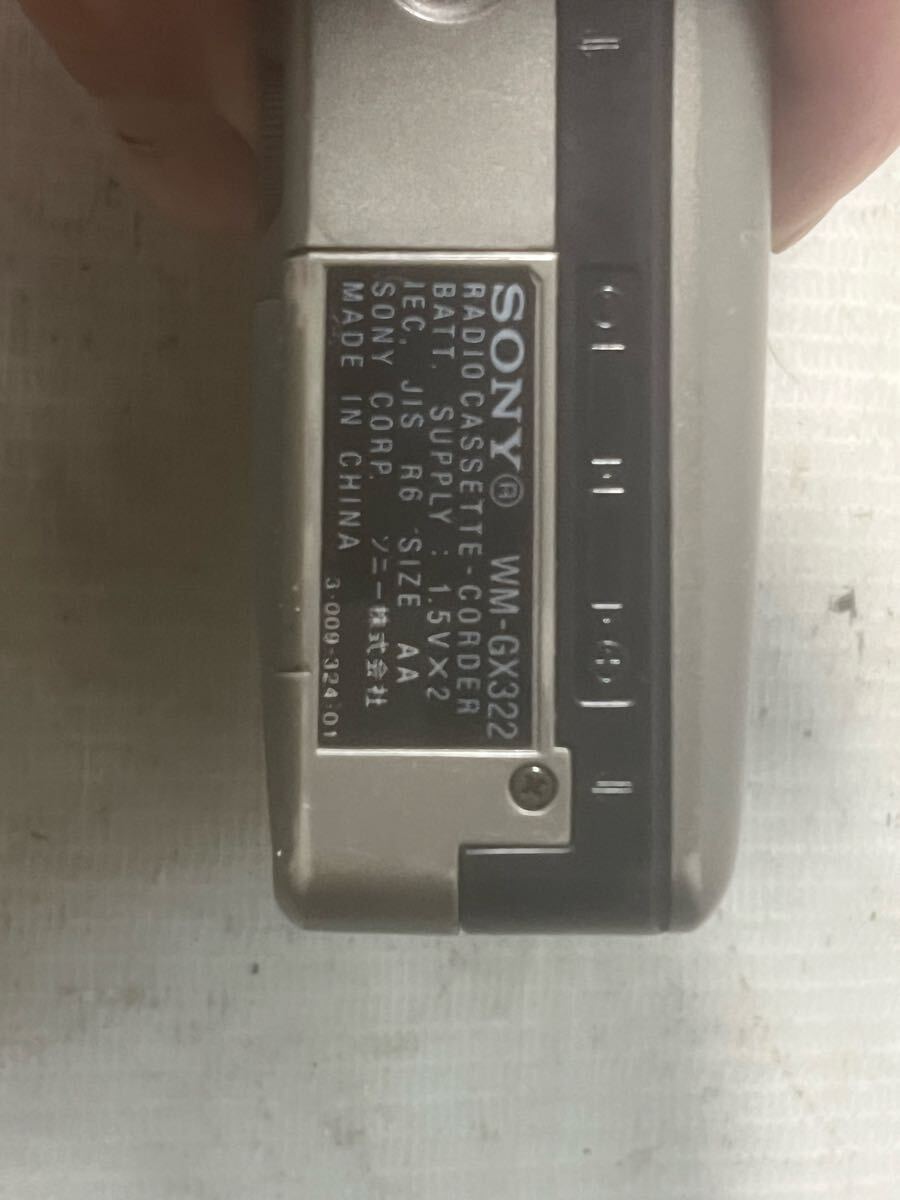 SONY® WM-GX322
RADIO CASSETTE-CORDER
BATT. SUPPLY : 1.5V×2
IEC, JIS R6 SIZE AA
SONY CORP. ソニー株式会社
MADE IN CHINA 3-009-324-01